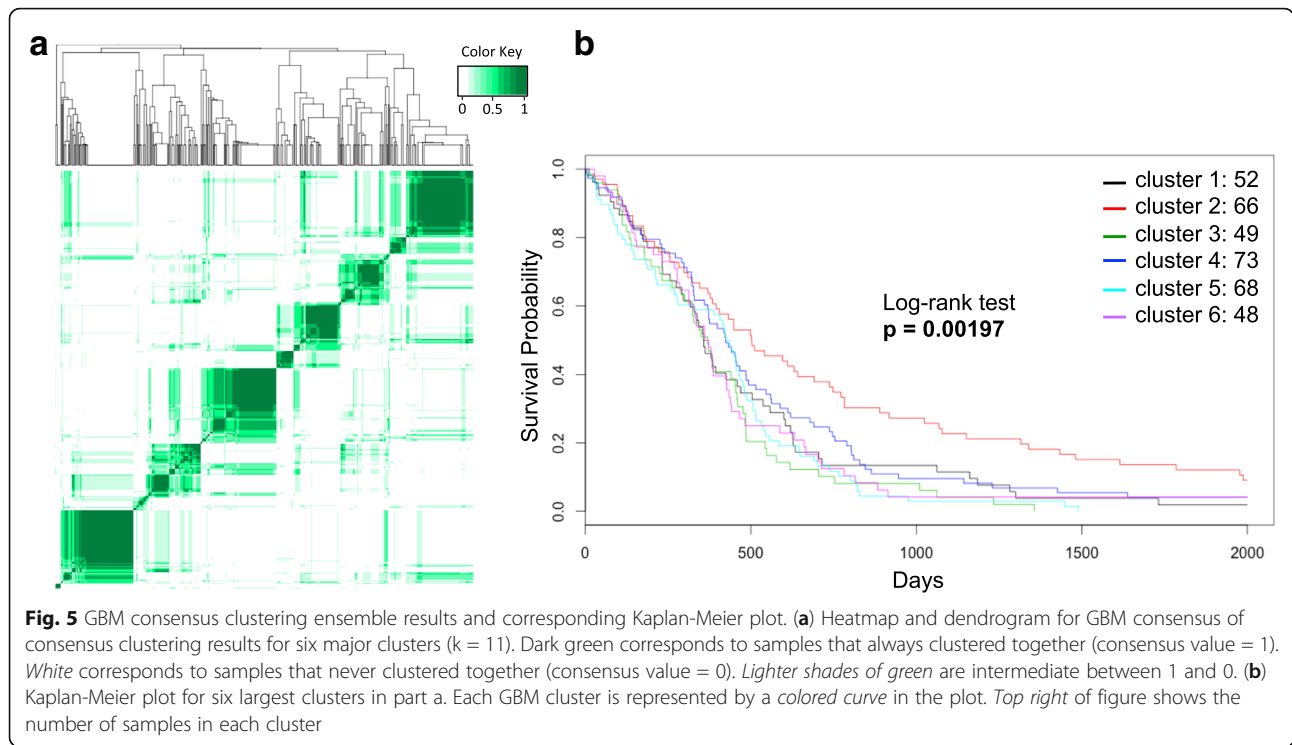 a
Color Key
0 0.5 1
b
Survival Probability
1.0
0.8
0.6
0.4
0.2
0.0
0 500 1000 1500 2000
Days
Log-rank test
p = 0.00197
cluster 1: 52
cluster 2: 66
cluster 3: 49
cluster 4: 73
cluster 5: 68
cluster 6: 48
Fig. 5 GBM consensus clustering ensemble results and corresponding Kaplan-Meier plot. (a) Heatmap and dendrogram for GBM consensus of
consensus clustering results for six major clusters (k = 11). Dark green corresponds to samples that always clustered together (consensus value = 1).
White corresponds to samples that never clustered together (consensus value = 0). Lighter shades of green are intermediate between 1 and 0. (b)
Kaplan-Meier plot for six largest clusters in part a. Each GBM cluster is represented by a colored curve in the plot. Top right of figure shows the
number of samples in each cluster